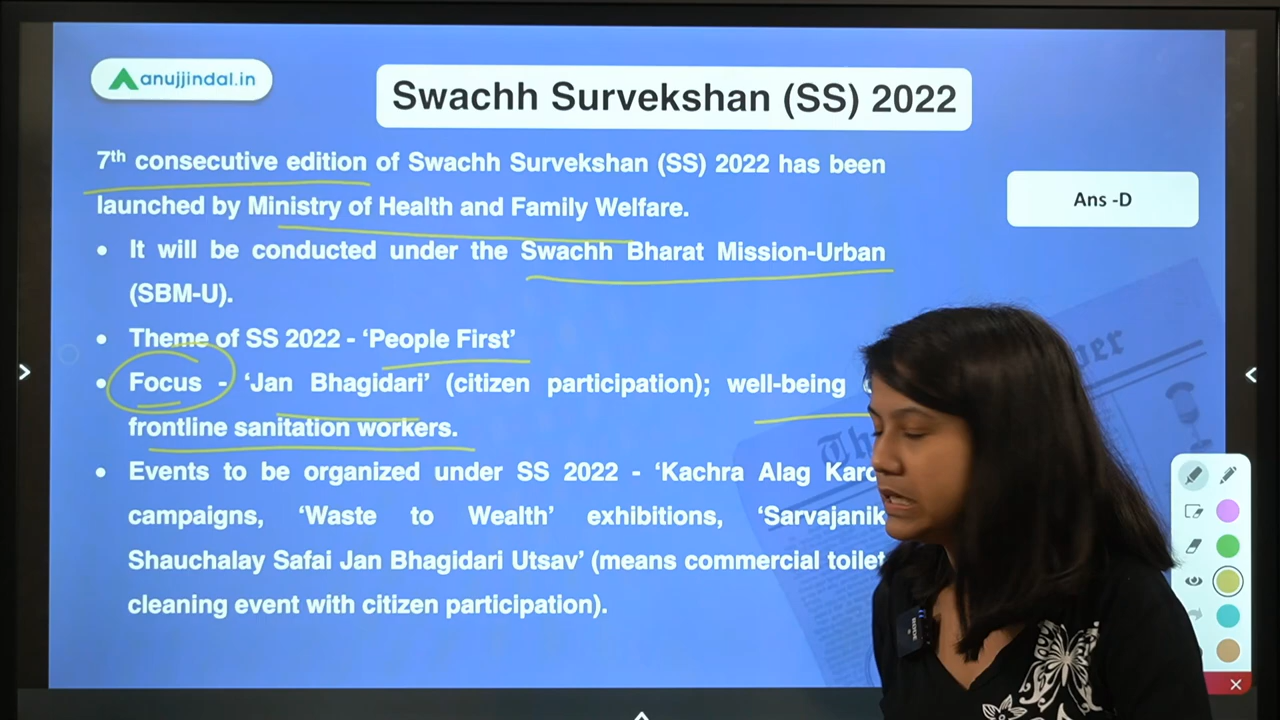 anujjindal.in
Swachh Survekshan (SS) 2022
7th consecutive edition of Swachh Survekshan (SS) 2022 has been
launched by Ministry of Health and Family Welfare.
Ans -D
• It will be conducted under the Swachh Bharat Mission-Urban
(SBM-U).
• Theme of SS 2022 - ‘People First’
• Focus - ‘Jan Bhagidari’ (citizen participation); well-being
frontline sanitation workers.
• Events to be organized under SS 2022 - ‘Kachra Alag Karo
campaigns, ‘Waste to Wealth’ exhibitions, ‘Sarvajanik
Shauchalay Safai Jan Bhagidari Utsav’ (means commercial toilet
cleaning event with citizen participation).